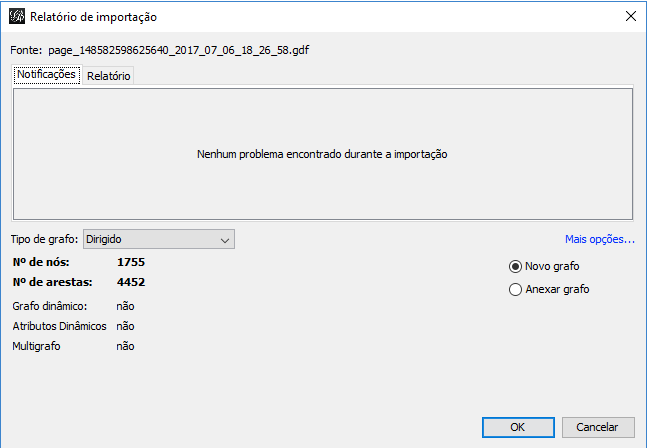 Relatório de importação
Fonte: page_148582598625640_2017_07_06_18_26_58.gdf
Notificações Relatório
Nenhum problema encontrado durante a importação
Tipo de grafo: Dirigido Mais opções...
Nº de nós: 1755
Novo grafo
Nº de arestas: 4452
Anexar grafo
Grafo dinâmico: não
Atributos Dinâmicos não
Multigrafo não
OK Cancelar